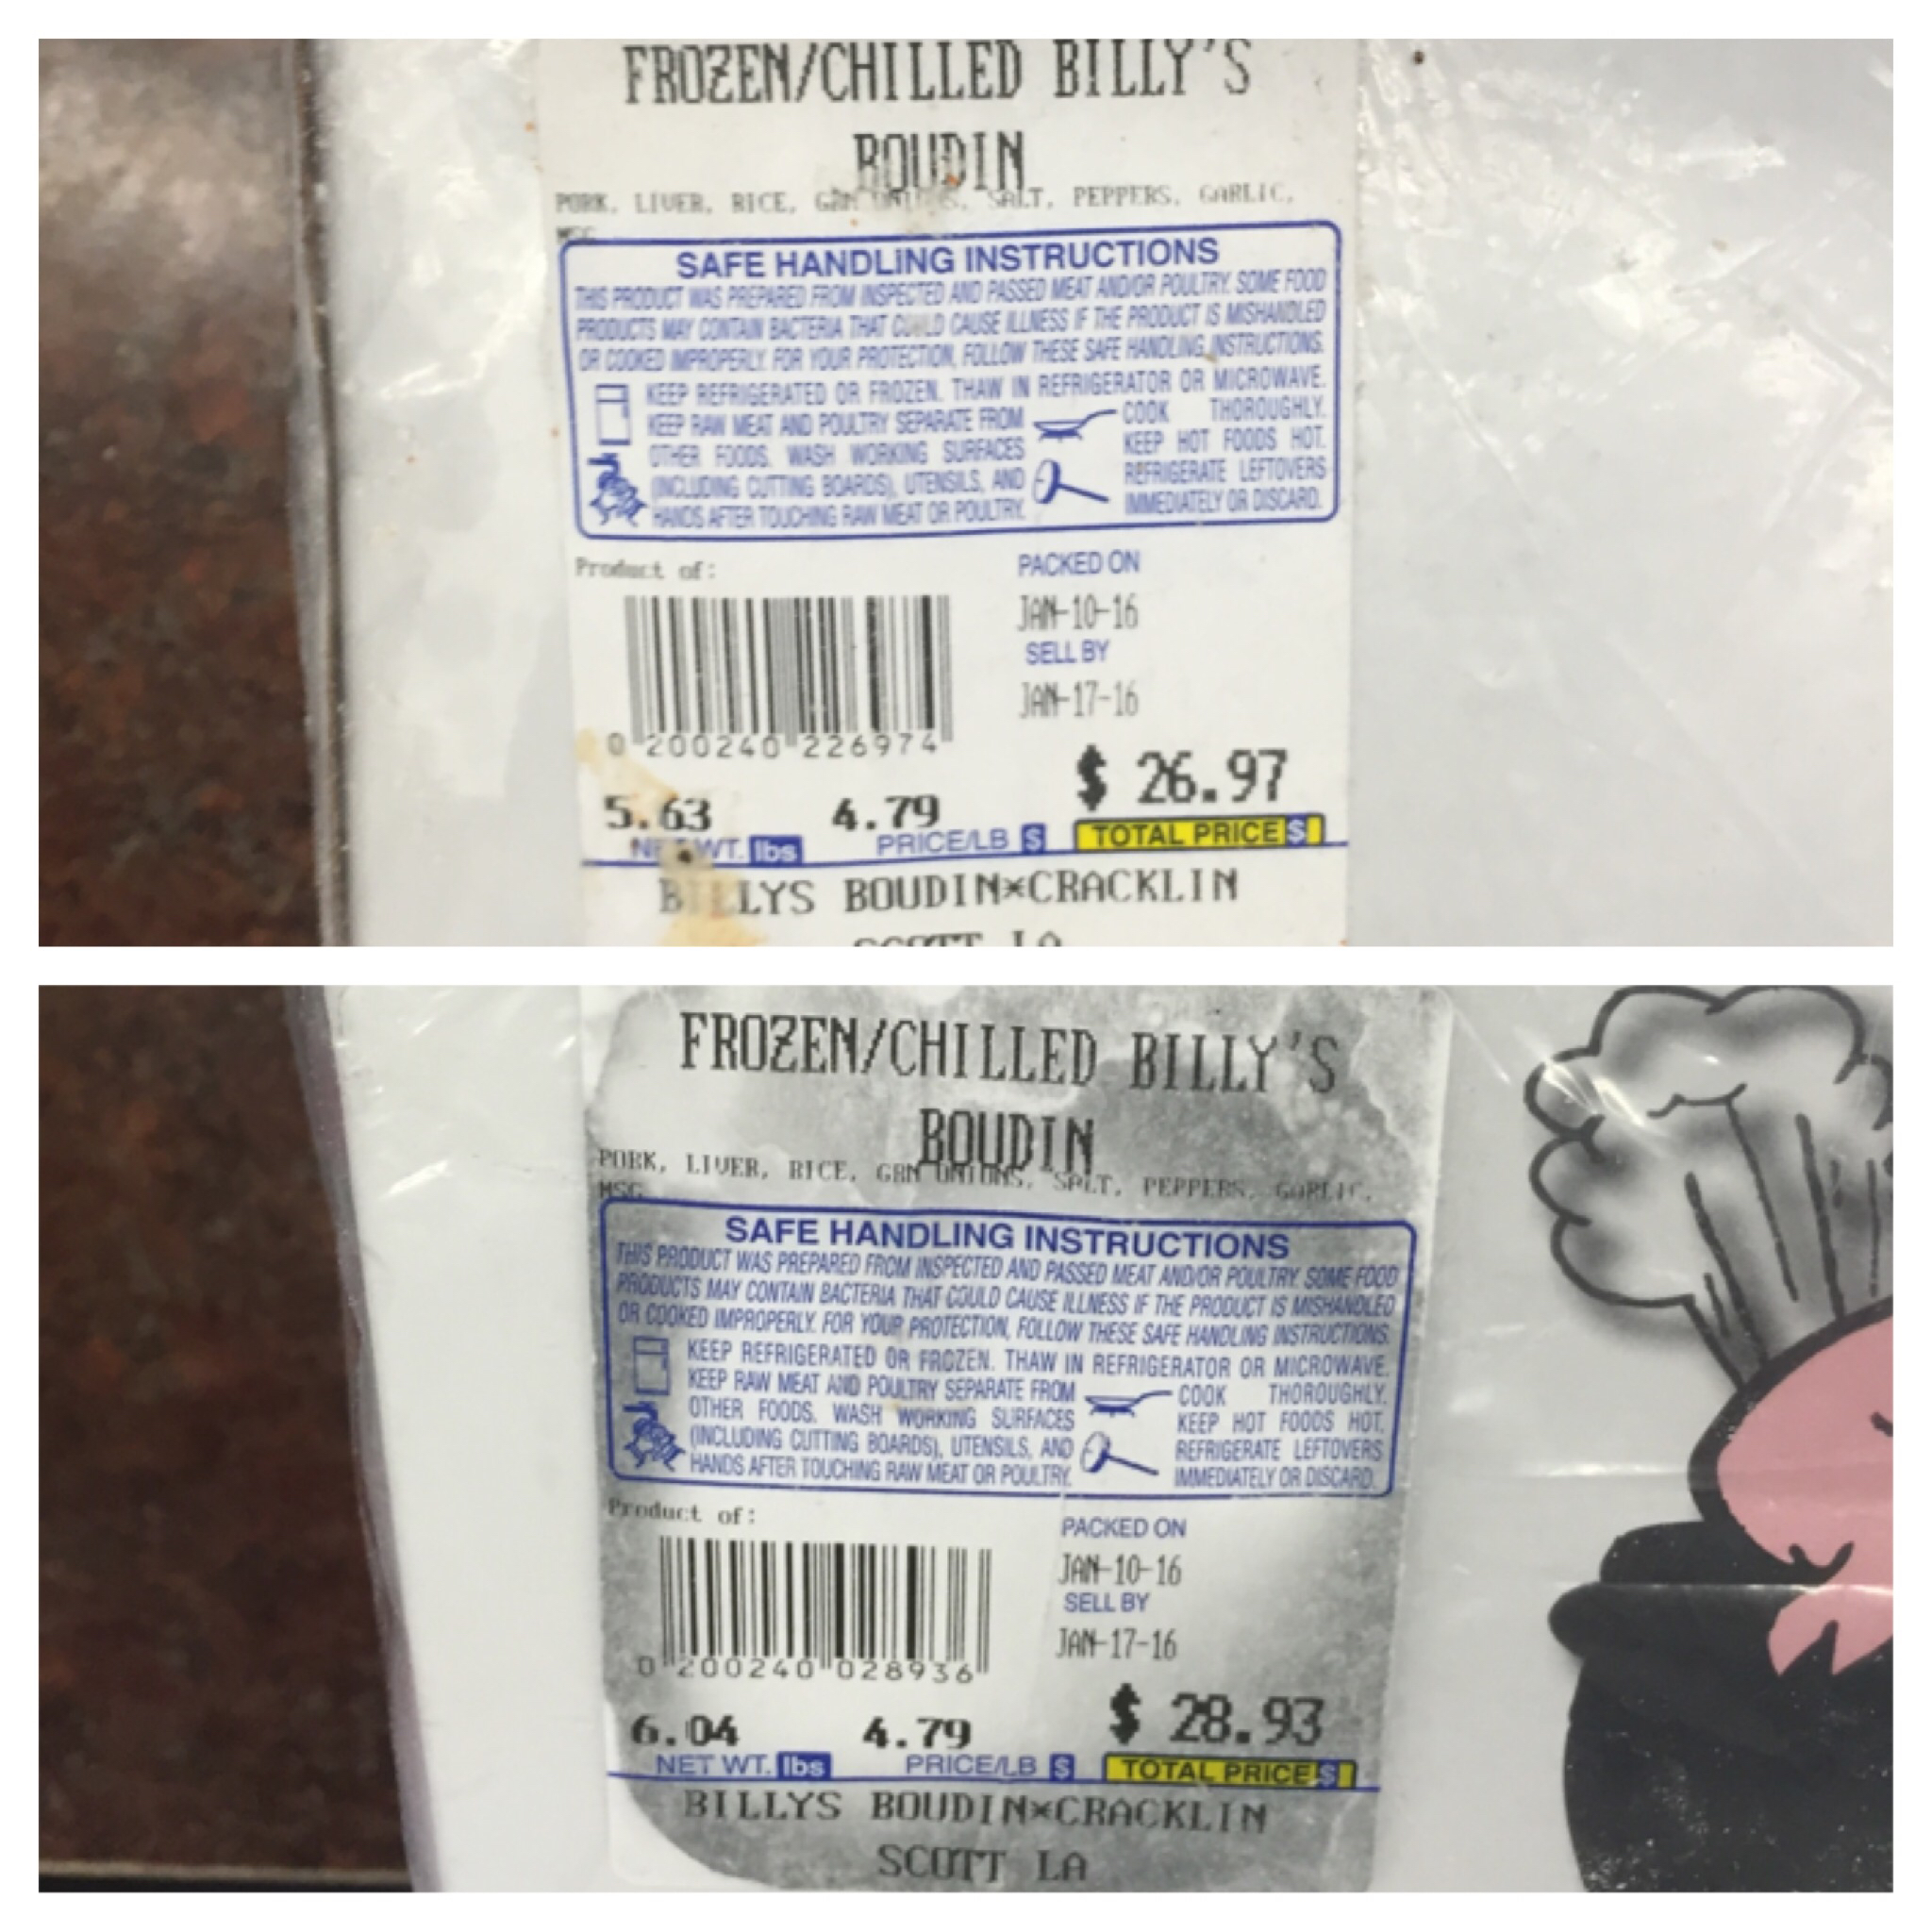 FROZEN/CHILLED BILLY'S
BOUDIN
PORK, LIVER, RICE, GRN ONIONS, SALT, PEPPERS, GARLIC,
MSG
SAFE HANDLING INSTRUCTIONS
THIS PRODUCT WAS PREPARED FROM INSPECTED AND PASSED MEAT AND/OR POULTRY. SOME FOOD
PRODUCTS MAY CONTAIN BACTERIA THAT COULD CAUSE ILLNESS IF THE PRODUCT IS MISHANDLED
OR COOKED IMPROPERLY. FOR YOUR PROTECTION, FOLLOW THESE SAFE HANDLING INSTRUCTIONS.
KEEP REFRIGERATED OR FROZEN. THAW IN REFRIGERATOR OR MICROWAVE.
KEEP RAW MEAT AND POULTRY SEPARATE FROM
OTHER FOODS. WASH WORKING SURFACES
(INCLUDING CUTTING BOARDS), UTENSILS, AND
HANDS AFTER TOUCHING RAW MEAT OR POULTRY.
COOK THOROUGHLY.
KEEP HOT FOODS HOT.
REFRIGERATE LEFTOVERS
IMMEDIATELY OR DISCARD.
Product of:
PACKED ON
JAN-10-16
SELL BY
JAN-17-16
0 200240 226974
$ 26.97
5.63 4.79
NET WT. lbs PRICE/LB $ TOTAL PRICE $
BILLYS BOUDIN*CRACKLIN
SCOTT LA
FROZEN/CHILLED BILLY'S
BOUDIN
PORK, LIVER, RICE, GRN ONIONS, SALT, PEPPERS, GARLIC,
MSG
SAFE HANDLING INSTRUCTIONS
THIS PRODUCT WAS PREPARED FROM INSPECTED AND PASSED MEAT AND/OR POULTRY. SOME FOOD
PRODUCTS MAY CONTAIN BACTERIA THAT COULD CAUSE ILLNESS IF THE PRODUCT IS MISHANDLED
OR COOKED IMPROPERLY. FOR YOUR PROTECTION, FOLLOW THESE SAFE HANDLING INSTRUCTIONS.
KEEP REFRIGERATED OR FROZEN. THAW IN REFRIGERATOR OR MICROWAVE.
KEEP RAW MEAT AND POULTRY SEPARATE FROM
OTHER FOODS. WASH WORKING SURFACES
(INCLUDING CUTTING BOARDS), UTENSILS, AND
HANDS AFTER TOUCHING RAW MEAT OR POULTRY.
COOK THOROUGHLY.
KEEP HOT FOODS HOT.
REFRIGERATE LEFTOVERS
IMMEDIATELY OR DISCARD.
Product of:
PACKED ON
JAN-10-16
SELL BY
JAN-17-16
0 200240 028936
$ 28.93
6.04 4.79
NET WT. lbs PRICE/LB $ TOTAL PRICE $
BILLYS BOUDIN*CRACKLIN
SCOTT LA